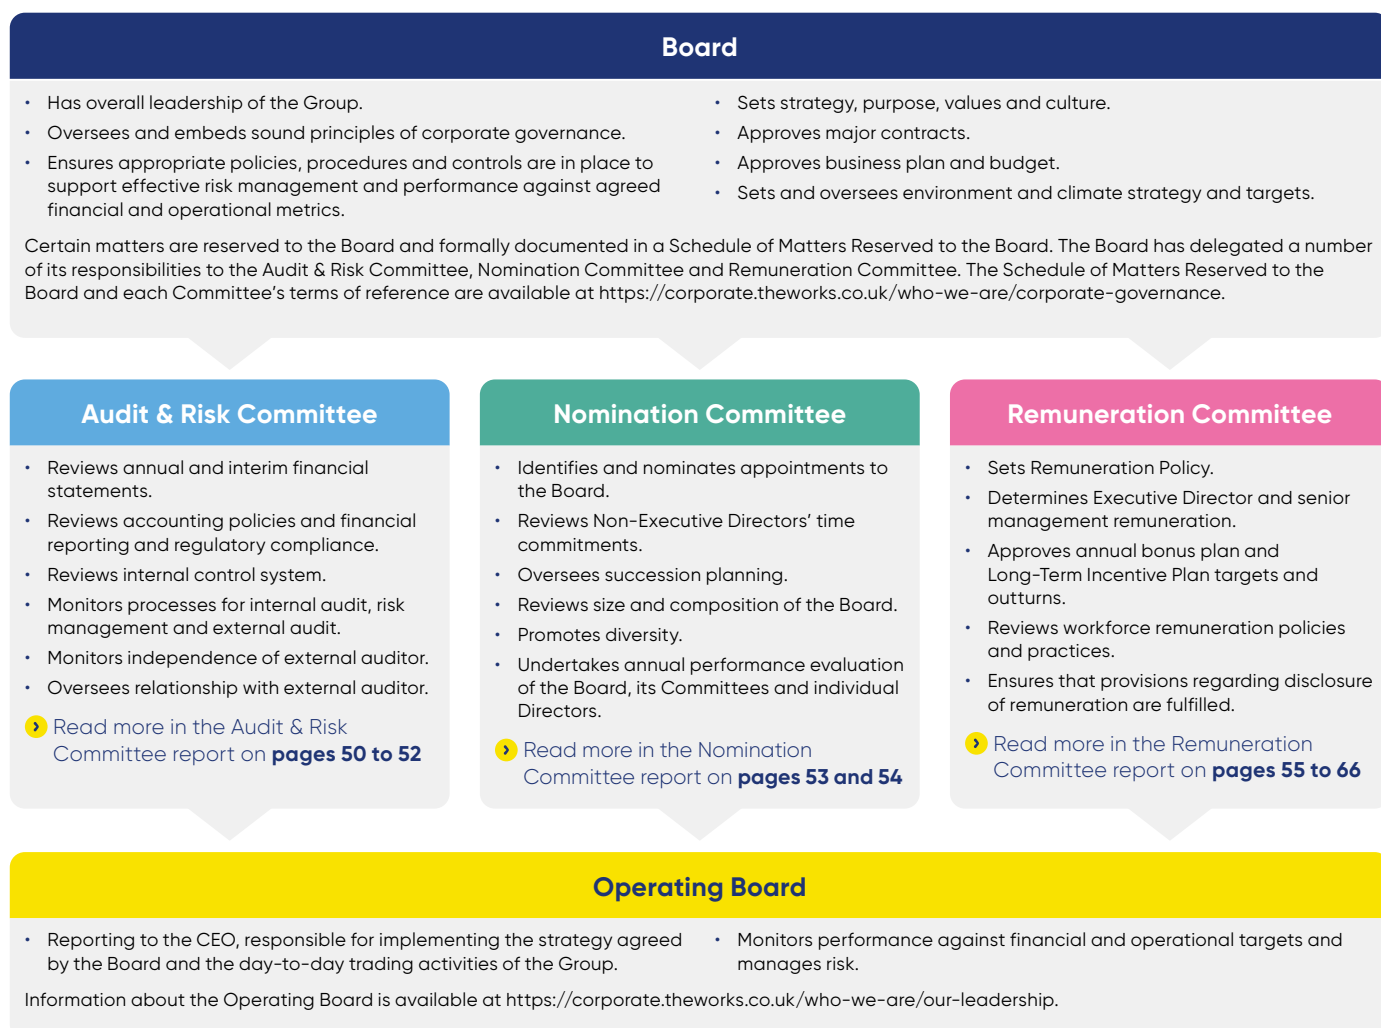 Board
• Has overall leadership of the Group.
• Oversees and embeds sound principles of corporate governance.
• Ensures appropriate policies, procedures and controls are in place to
support effective risk management and performance against agreed
financial and operational metrics.
• Sets strategy, purpose, values and culture.
• Approves major contracts.
• Approves business plan and budget.
• Sets and oversees environment and climate strategy and targets.
Certain matters are reserved to the Board and formally documented in a Schedule of Matters Reserved to the Board. The Board has delegated a number
of its responsibilities to the Audit & Risk Committee, Nomination Committee and Remuneration Committee. The Schedule of Matters Reserved to the
Board and each Committee’s terms of reference are available at https://corporate.theworks.co.uk/who-we-are/corporate-governance.
Audit & Risk Committee
• Reviews annual and interim financial
statements.
• Reviews accounting policies and financial
reporting and regulatory compliance.
• Reviews internal control system.
• Monitors processes for internal audit, risk
management and external audit.
• Monitors independence of external auditor.
• Oversees relationship with external auditor.
Read more in the Audit & Risk
Committee report on pages 50 to 52
Nomination Committee
• Identifies and nominates appointments to
the Board.
• Reviews Non-Executive Directors’ time
commitments.
• Oversees succession planning.
• Reviews size and composition of the Board.
• Promotes diversity.
• Undertakes annual performance evaluation
of the Board, its Committees and individual
Directors.
Read more in the Nomination
Committee report on pages 53 and 54
Remuneration Committee
• Sets Remuneration Policy.
• Determines Executive Director and senior
management remuneration.
• Approves annual bonus plan and
Long-Term Incentive Plan targets and
outturns.
• Reviews workforce remuneration policies
and practices.
• Ensures that provisions regarding disclosure
of remuneration are fulfilled.
Read more in the Remuneration
Committee report on pages 55 to 66
Operating Board
• Reporting to the CEO, responsible for implementing the strategy agreed
by the Board and the day-to-day trading activities of the Group.
• Monitors performance against financial and operational targets and
manages risk.
Information about the Operating Board is available at https://corporate.theworks.co.uk/who-we-are/our-leadership.